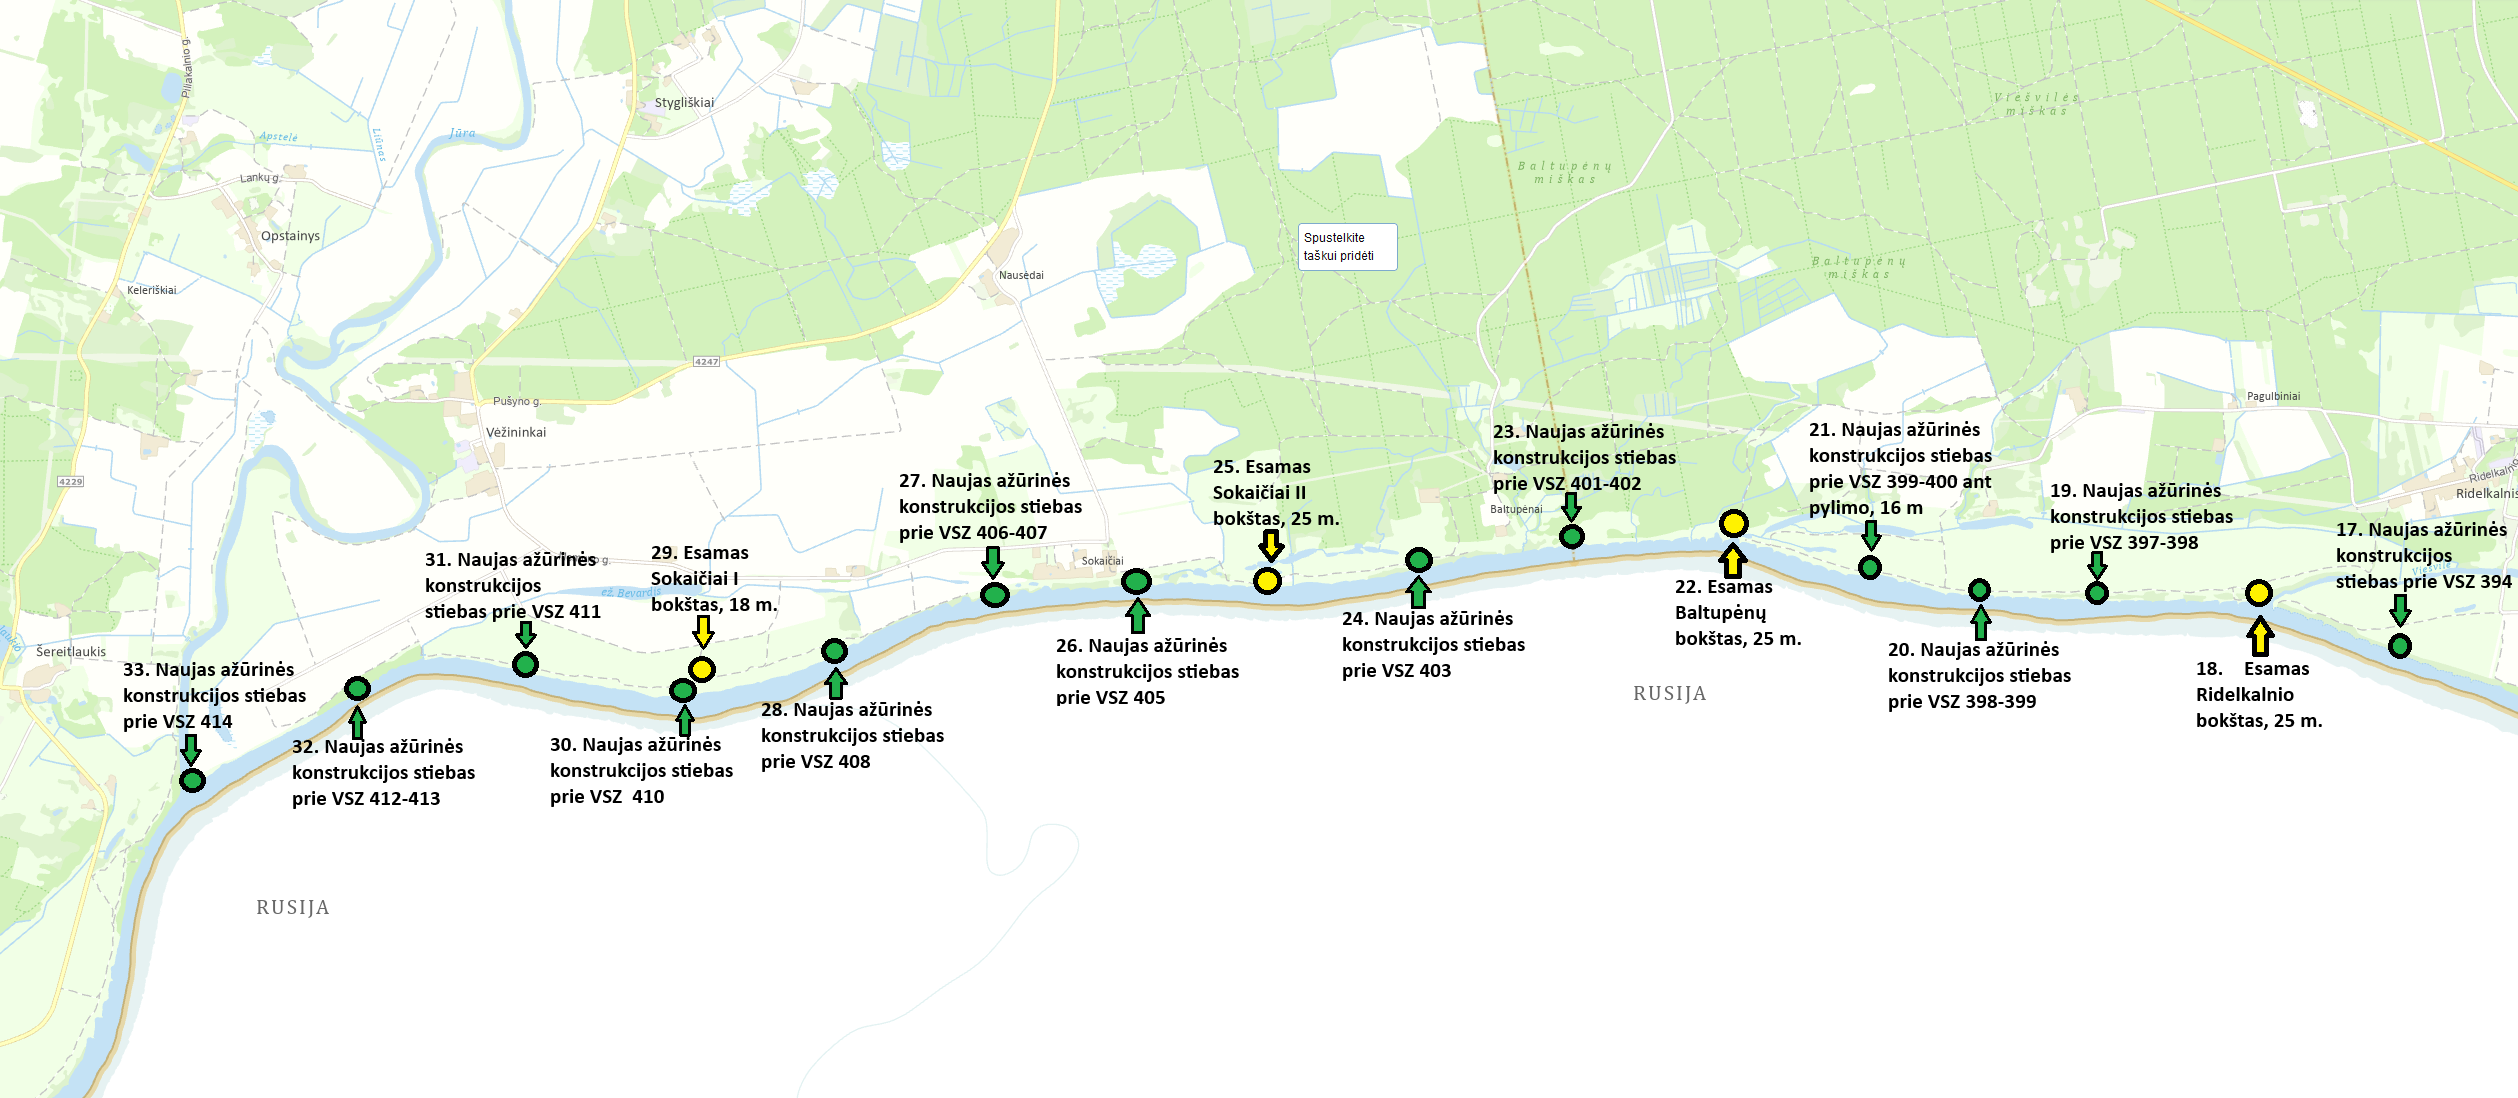 Piliakalnio g.
Stygliškiai
Apstelė
Liūnas
Jūra
Lankų g.
Opstainys
Keleriškiai
Nausėdai
Spustelkite
taškui pridėti
Baltupėnų
miškas
Viešvilės
miškas
Baltupėnų
miškas
4247
Pušyno g.
Vėžininkai
4229
Pagulbiniai
Ridelkalnio
Ridelkalnis
Baltupėnai
Sokaičiai
ež. Bevardis
Šereitlaukis
Viešvilė
33. Naujas ažūrinės
konstrukcijos stiebas
prie VSZ 414
32. Naujas ažūrinės
konstrukcijos stiebas
prie VSZ 412-413
31. Naujas ažūrinės
konstrukcijos
stiebas prie VSZ 411
30. Naujas ažūrinės
konstrukcijos stiebas
prie VSZ 410
29. Esamas
Sokaičiai I
bokštas, 18 m.
28. Naujas ažūrinės
konstrukcijos stiebas
prie VSZ 408
27. Naujas ažūrinės
konstrukcijos stiebas
prie VSZ 406-407
26. Naujas ažūrinės
konstrukcijos stiebas
prie VSZ 405
25. Esamas
Sokaičiai II
bokštas, 25 m.
24. Naujas ažūrinės
konstrukcijos stiebas
prie VSZ 403
23. Naujas ažūrinės
konstrukcijos stiebas
prie VSZ 401-402
22. Esamas
Baltupėnų
bokštas, 25 m.
21. Naujas ažūrinės
konstrukcijos stiebas
prie VSZ 399-400 ant
pylimo, 16 m
20. Naujas ažūrinės
konstrukcijos stiebas
prie VSZ 398-399
19. Naujas ažūrinės
konstrukcijos stiebas
prie VSZ 397-398
18. Esamas
Ridelkalnio
bokštas, 25 m.
17. Naujas ažūrinės
konstrukcijos
stiebas prie VSZ 394
RUSIJA
RUSIJA